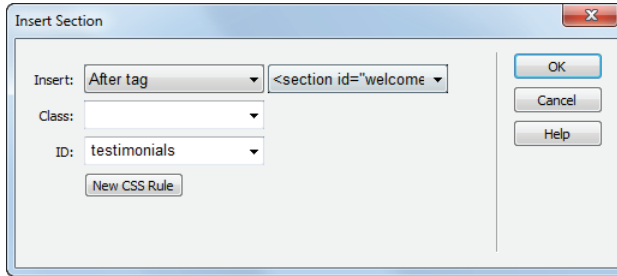 Insert Section
Insert: After tag <section id="welcome
Class:
ID: testimonials
New CSS Rule
OK
Cancel
Help